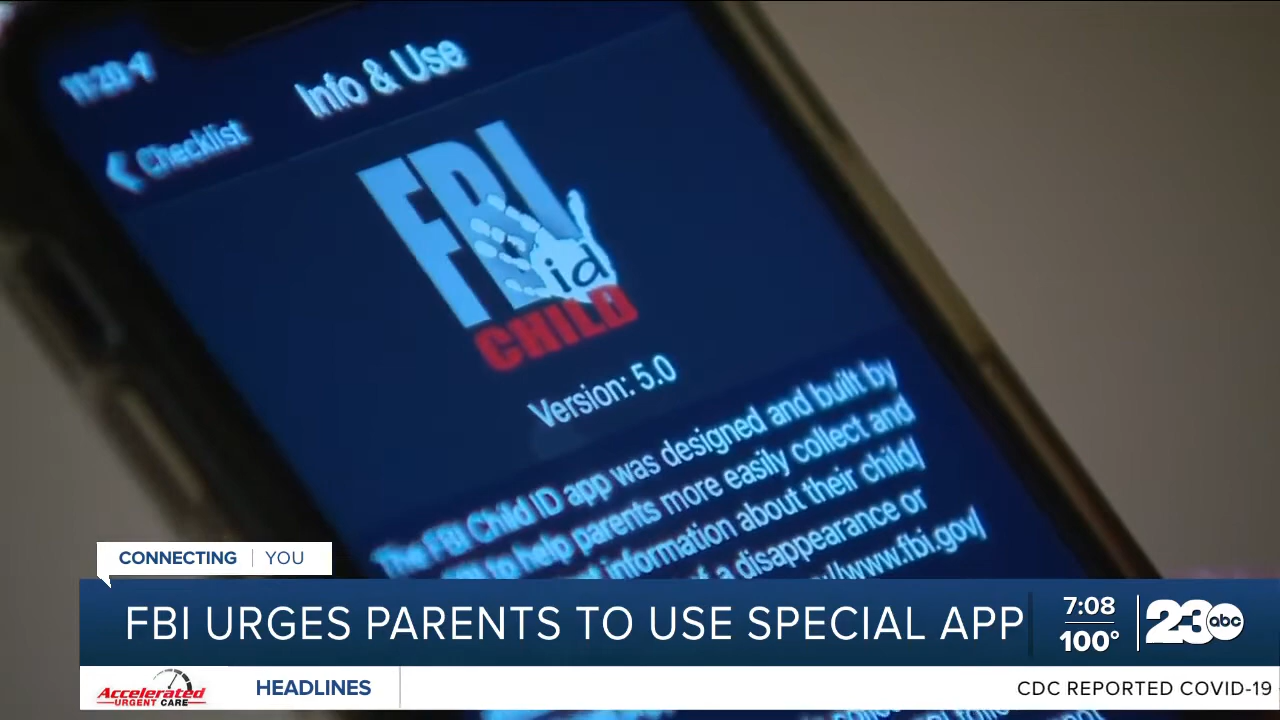 11:20
Info & Use
Checklist
FBI
id
CHILD
Version: 5.0
The FBI Child ID app was designed and built by
to help parents more easily collect and
information about their child
a disappearance or
//www.fbi.gov/
CONNECTING | YOU
FBI URGES PARENTS TO USE SPECIAL APP
7:08
100°
23 abc
Accelerated
URGENT CARE
HEADLINES
CDC REPORTED COVID-19